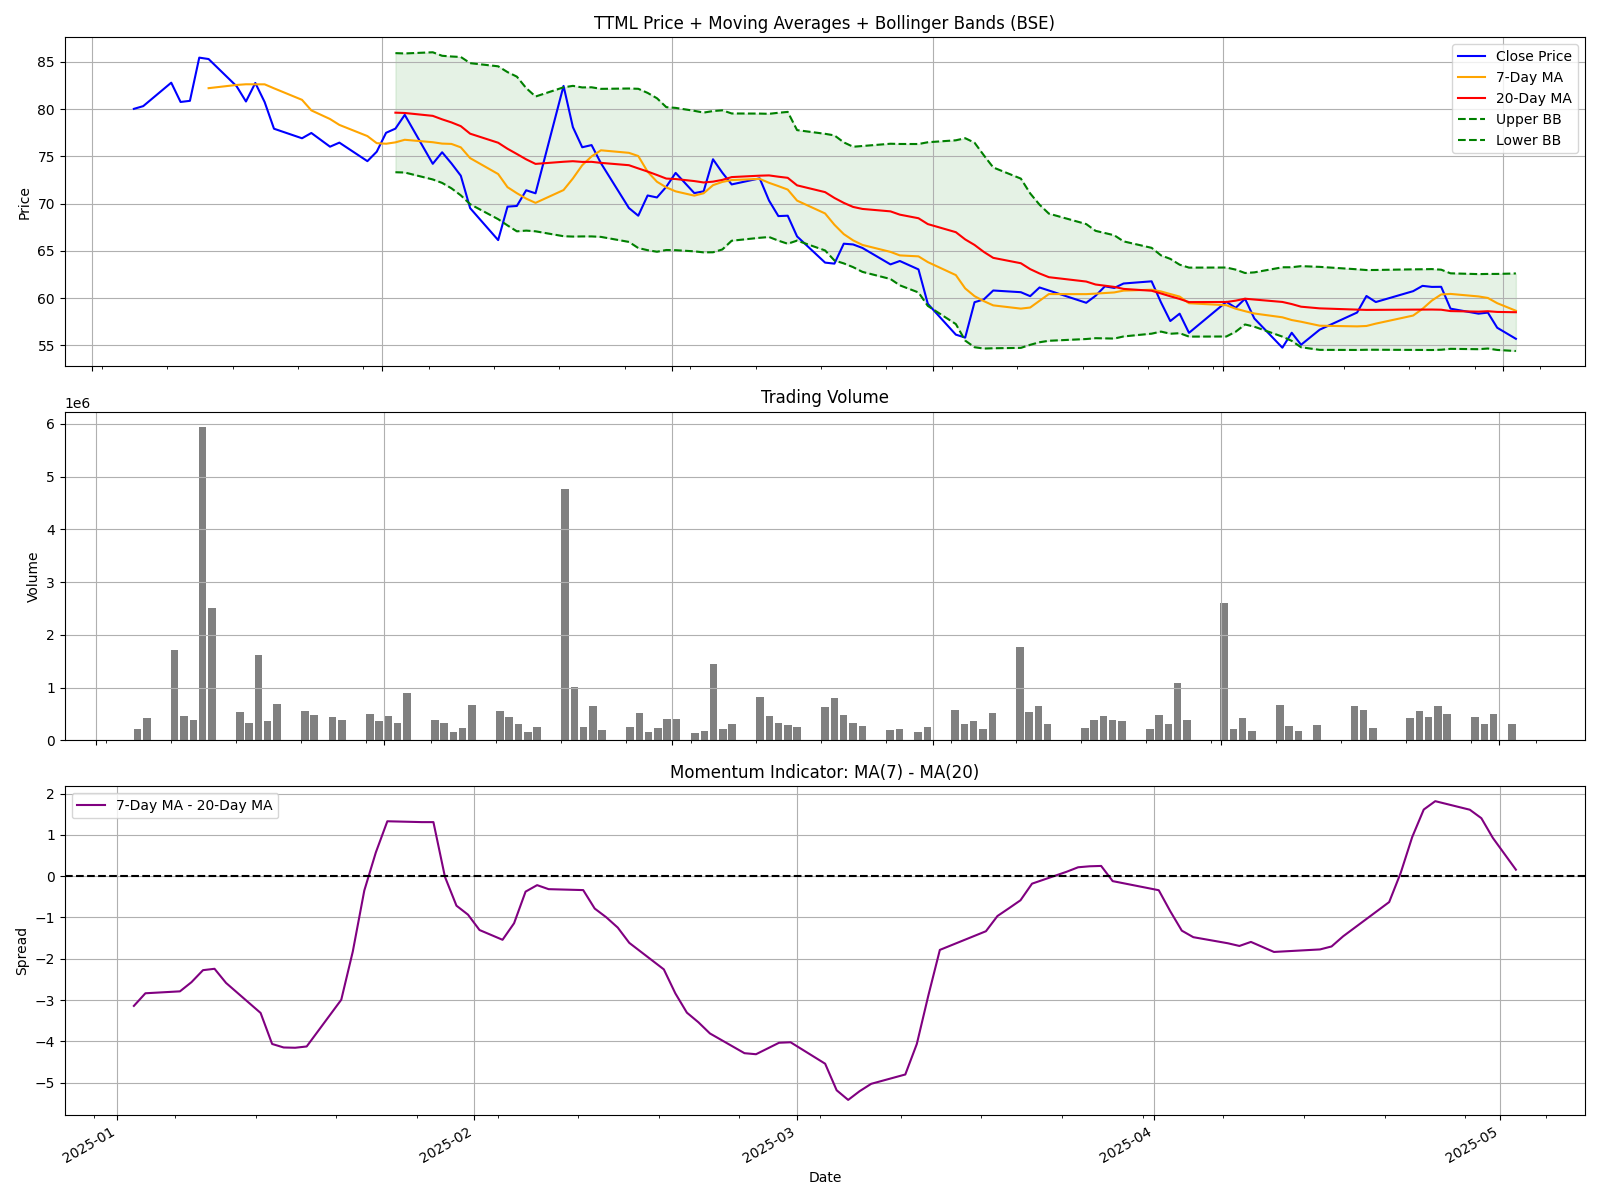 TTML Price + Moving Averages + Bollinger Bands (BSE)
Close Price
7-Day MA
20-Day MA
Upper BB
Lower BB
Price
85
80
75
70
65
60
55
Trading Volume
1e6
Volume
6
5
4
3
2
1
0
Momentum Indicator: MA(7) - MA(20)
7-Day MA - 20-Day MA
Spread
2
1
0
−1
−2
−3
−4
−5
2025-01
2025-02
2025-03
2025-04
2025-05
Date